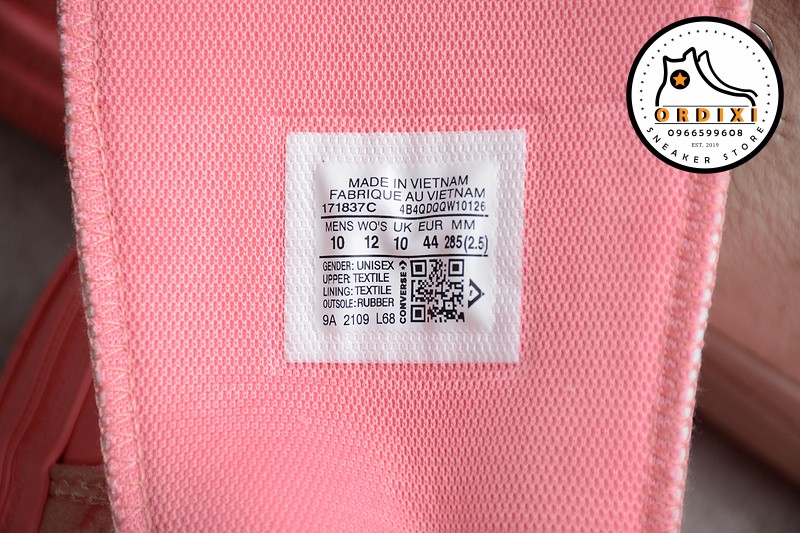 MADE IN VIETNAM
FABRIQUE AU VIETNAM
171837C 4B4QDQQW10126
MENS WO'S UK EUR MM
10 12 10 44 285(2.5)
GENDER: UNISEX
UPPER: TEXTILE
LINING: TEXTILE
OUTSOLE: RUBBER
9A 2109 L68
CONVERSE
ORDIXI
0966599608
EST. 2019
SNEAKER STORE